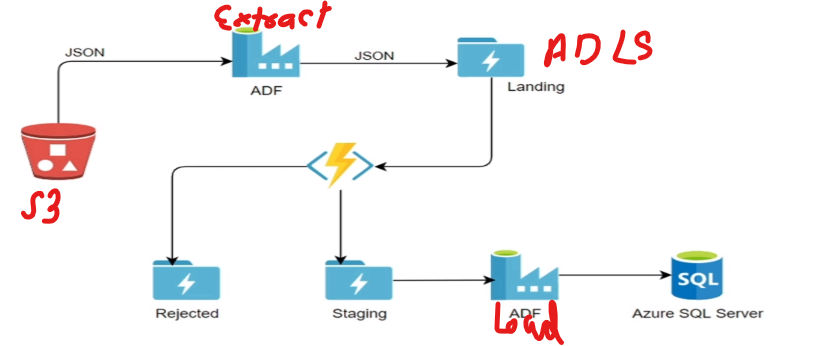 Extract
JSON
JSON
ADLS
ADF
Landing
S3
SQL
Rejected
Staging
ADF
Load
Azure SQL Server